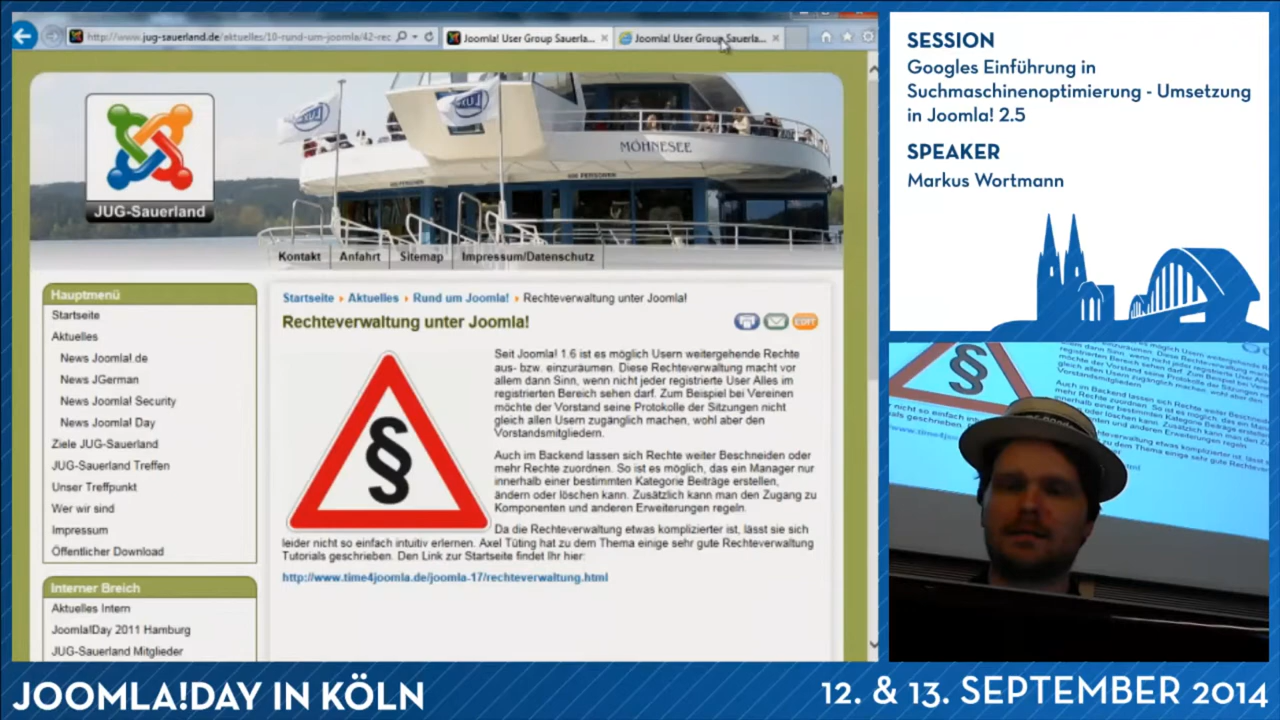 http://www.jug-sauerland.de/aktuelles/10-rund-um-joomla/42-rec
Joomla! User Group Sauerla...
Joomla! User Group Sauerla...
MÖHNESEE
JUG-Sauerland
Kontakt
Anfahrt
Sitemap
Impressum/Datenschutz
Hauptmenü
Startseite
Aktuelles
News Joomla!.de
News JGerman
News Joomla! Security
News Joomla! Day
Ziele JUG-Sauerland
JUG-Sauerland Treffen
Unser Treffpunkt
Wer wir sind
Impressum
Öffentlicher Download
Interner Breich
Aktuelles Intern
Joomla!Day 2011 Hamburg
JUG-Sauerland Mitglieder
Startseite Aktuelles Rund um Joomla! Rechteverwaltung unter Joomla!
Rechteverwaltung unter Joomla!
EDIT
§
Seit Joomla! 1.6 ist es möglich Usern weitergehende Rechte
aus- bzw. einzuräumen. Diese Rechteverwaltung macht vor
allem dann Sinn, wenn nicht jeder registrierte User Alles im
registrierten Bereich sehen darf. Zum Beispiel bei Vereinen
möchte der Vorstand seine Protokolle der Sitzungen nicht
gleich allen Usern zugänglich machen, wohl aber den
Vorstandsmitgliedern.
Auch im Backend lassen sich Rechte weiter Beschneiden oder
mehr Rechte zuordnen. So ist es möglich, das ein Manager nur
innerhalb einer bestimmten Kategorie Beiträge erstellen,
ändern oder löschen kann. Zusätzlich kann man den Zugang zu
Komponenten und anderen Erweiterungen regeln.
Da die Rechteverwaltung etwas komplizierter ist, lässt sie sich
leider nicht so einfach intuitiv erlernen. Axel Tüting hat zu dem Thema einige sehr gute Rechteverwaltung
Tutorials geschrieben. Den Link zur Startseite findet Ihr hier:
http://www.time4joomla.de/joomla-17/rechteverwaltung.html
SESSION
Googles Einführung in
Suchmaschinenoptimierung - Umsetzung
in Joomla! 2.5
SPEAKER
Markus Wortmann
JOOMLA!DAY IN KÖLN
12. & 13. SEPTEMBER 2014